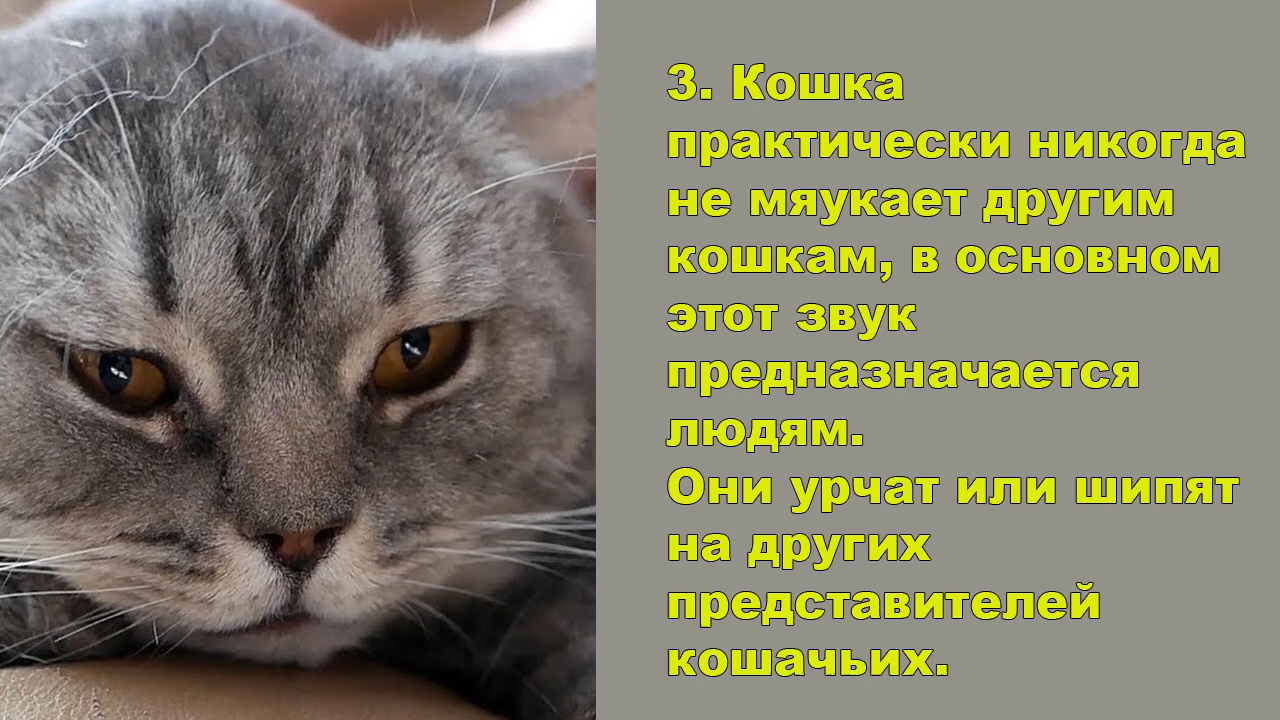 3. Кошка
практически никогда
не мяукает другим
кошкам, в основном
этот звук
предназначается
людям.
Они урчат или шипят
на других
представителей
кошачьих.